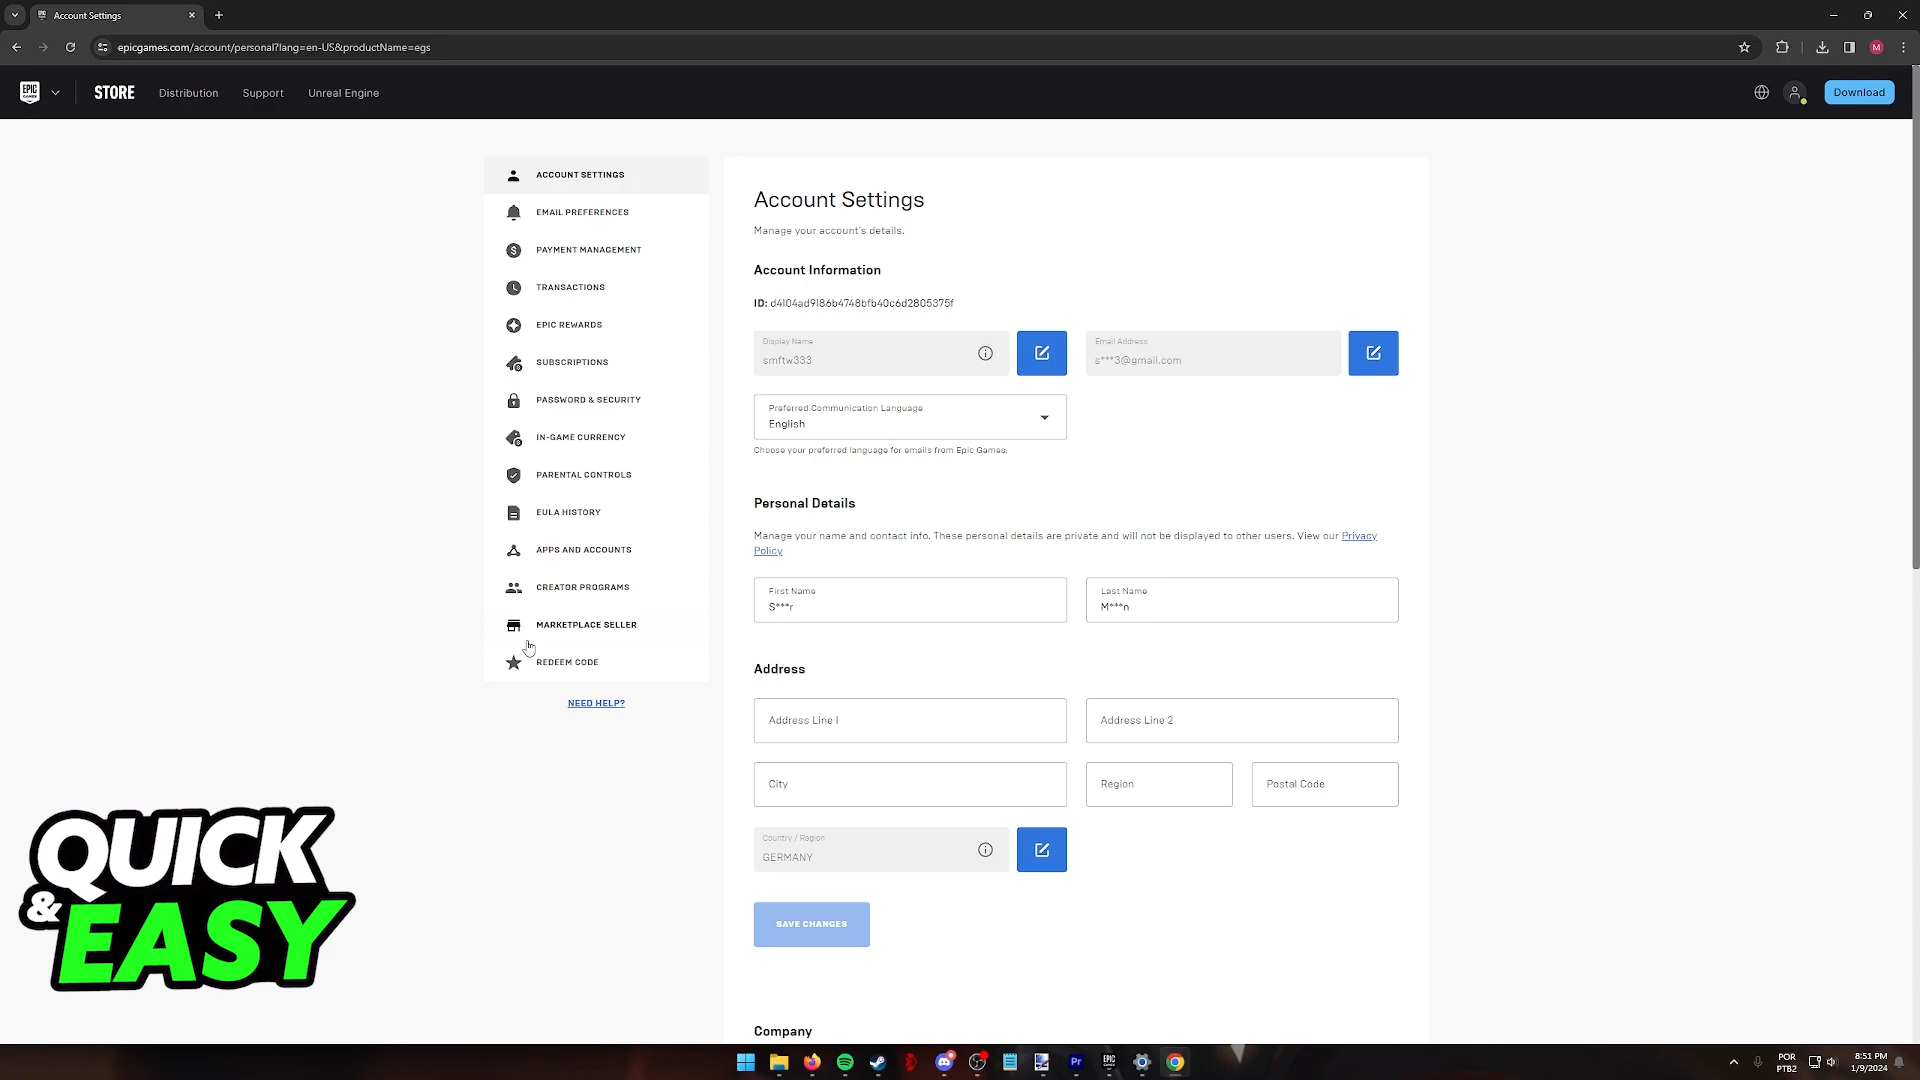 Account Settings
epicgames.com/account/personal?lang=en-US&productName=egs
M
EPIC GAMES
STORE
Distribution
Support
Unreal Engine
Download
ACCOUNT SETTINGS
EMAIL PREFERENCES
PAYMENT MANAGEMENT
TRANSACTIONS
EPIC REWARDS
SUBSCRIPTIONS
PASSWORD & SECURITY
IN-GAME CURRENCY
PARENTAL CONTROLS
EULA HISTORY
APPS AND ACCOUNTS
CREATOR PROGRAMS
MARKETPLACE SELLER
REDEEM CODE
NEED HELP?
Account Settings
Manage your account's details.
Account Information
ID: d4104ad9186b4748bfb40c6d2805375f
Display Name
smftw333
Email Address
s***3@gmail.com
Preferred Communication Language
English
Choose your preferred language for emails from Epic Games.
Personal Details
Manage your name and contact info. These personal details are private and will not be displayed to other users. View our Privacy
Policy
First Name
S***r
Last Name
M***n
Address
Address Line 1
Address Line 2
City
Region
Postal Code
Country / Region
GERMANY
SAVE CHANGES
Company
QUICK
& EASY
Pr
EPIC
POR
PTB2
8:51 PM
1/9/2024